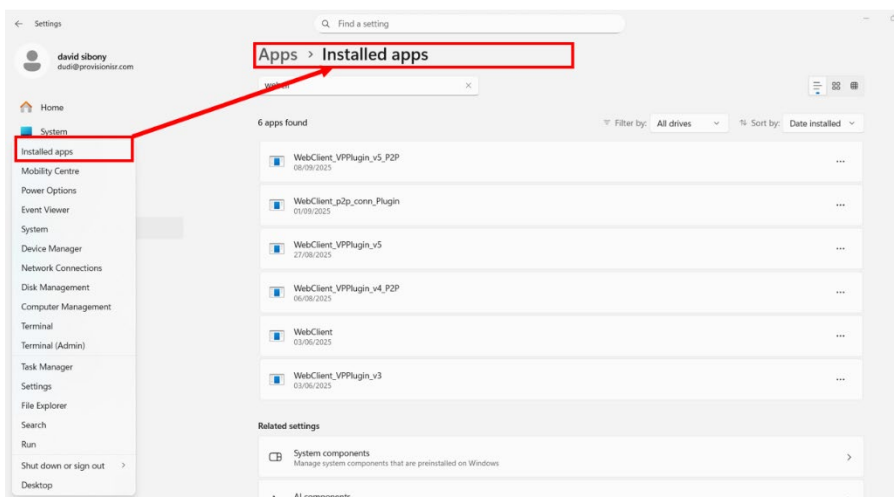 Settings
Find a setting
david sibony
dudi@provisionisr.com
Home
System
Installed apps
Mobility Centre
Power Options
Event Viewer
System
Device Manager
Network Connections
Disk Management
Computer Management
Terminal
Terminal (Admin)
Task Manager
Settings
File Explorer
Search
Run
Shut down or sign out
Desktop
Apps > Installed apps
6 apps found
Filter by: All drives
Sort by: Date installed
WebClient_VPPlugin_v5_P2P
08/09/2025
WebClient_p2p_conn_Plugin
01/09/2025
WebClient_VPPlugin_v5
27/08/2025
WebClient_VPPlugin_v4_P2P
06/08/2025
WebClient
03/06/2025
WebClient_VPPlugin_v3
03/06/2025
Related settings
System components
Manage system components that are preinstalled on Windows
AI components